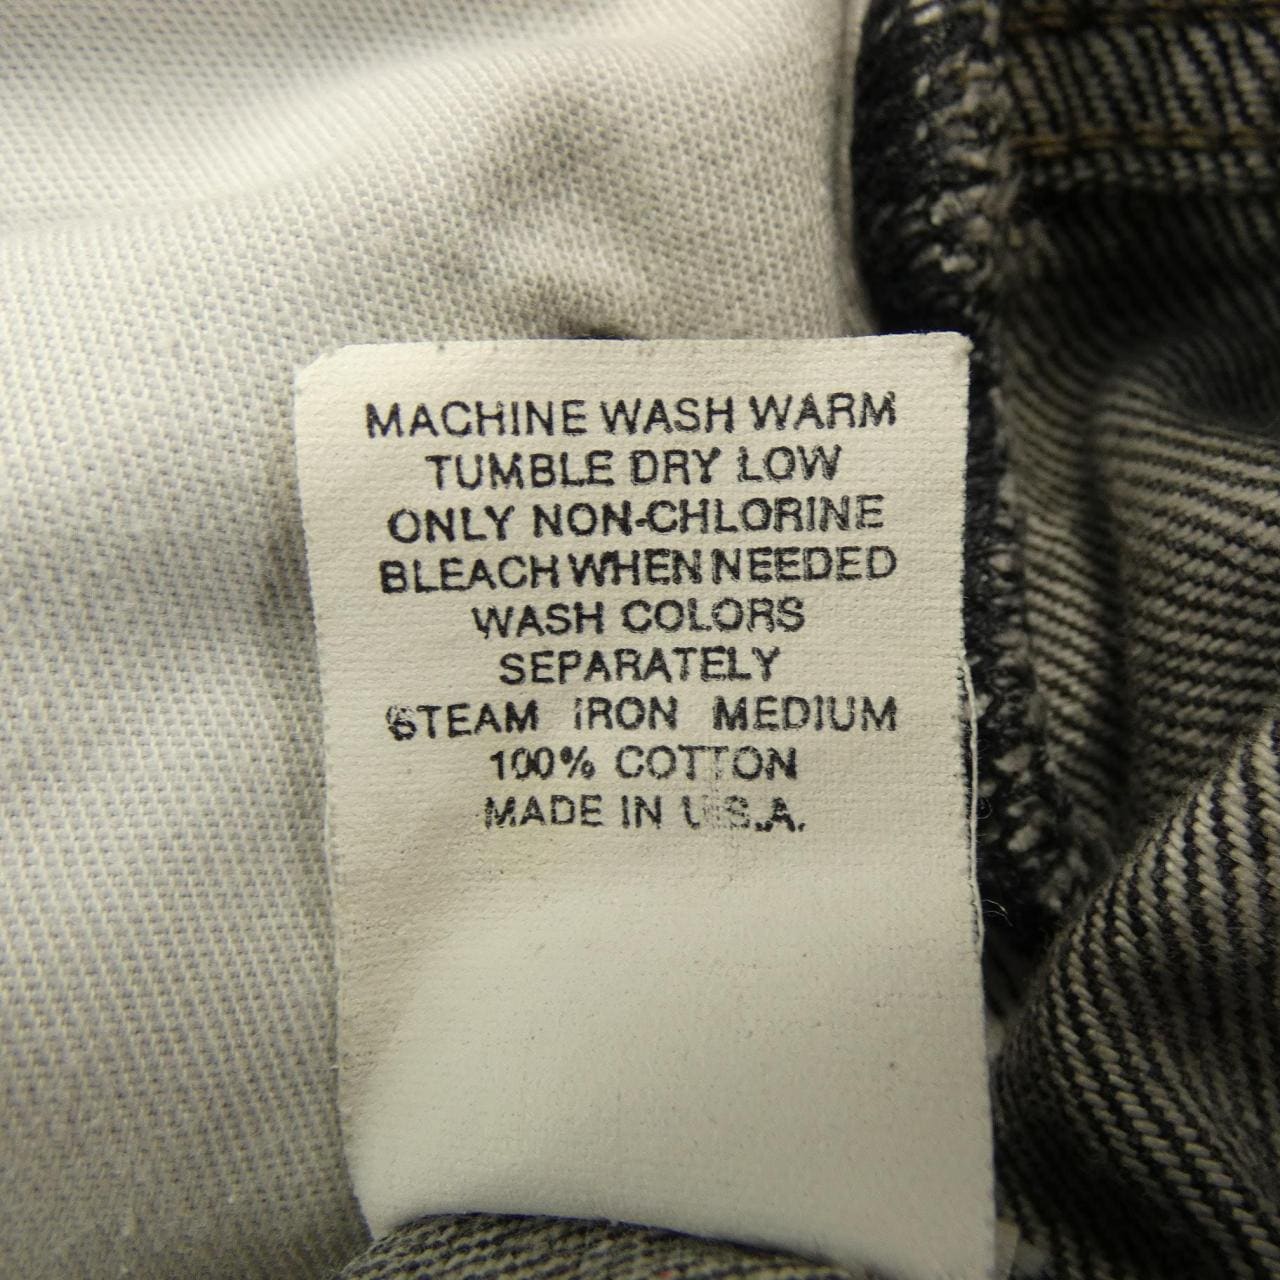 MACHINE WASH WARM
TUMBLE DRY LOW
ONLY NON-CHLORINE
BLEACH WHEN NEEDED
WASH COLORS
SEPARATELY
STEAM IRON MEDIUM
100% COTTON
MADE IN U.S.A.